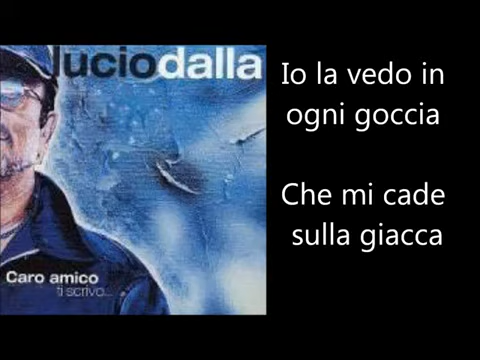 luciodalla
Caro amico
ti scrivo...
Io la vedo in
ogni goccia
Che mi cade
sulla giacca